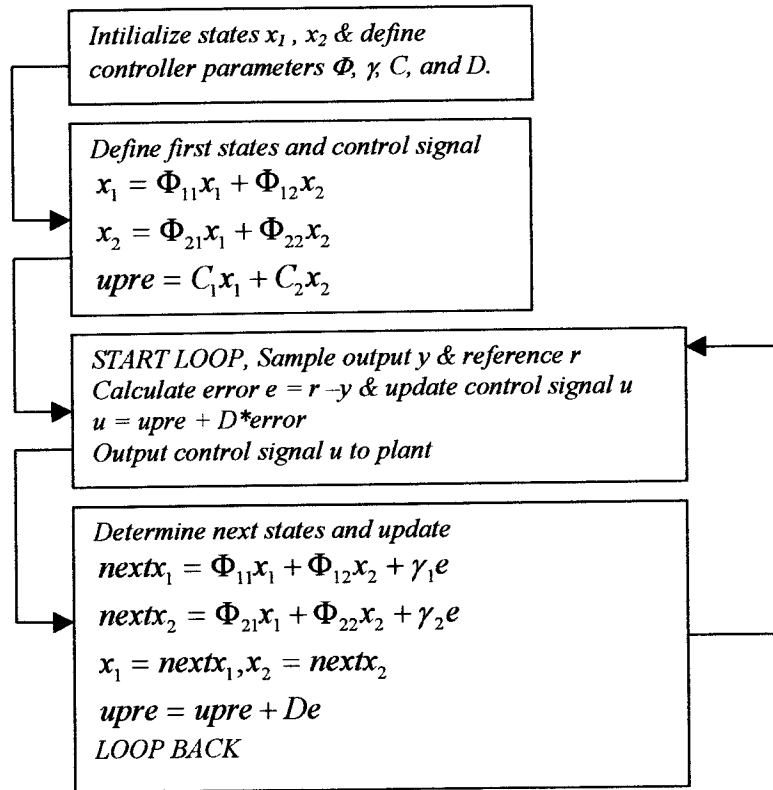 Intilialize states x₁ , x₂ & define
controller parameters Φ, γ, C, and D.
Define first states and control signal
x₁ = Φ₁₁x₁ + Φ₁₂x₂
x₂ = Φ₂₁x₁ + Φ₂₂x₂
upre = C₁x₁ + C₂x₂
START LOOP, Sample output y & reference r
Calculate error e = r –y & update control signal u
u = upre + D*error
Output control signal u to plant
Determine next states and update
nextx₁ = Φ₁₁x₁ + Φ₁₂x₂ + γ₁e
nextx₂ = Φ₂₁x₁ + Φ₂₂x₂ + γ₂e
x₁ = nextx₁, x₂ = nextx₂
upre = upre + De
LOOP BACK